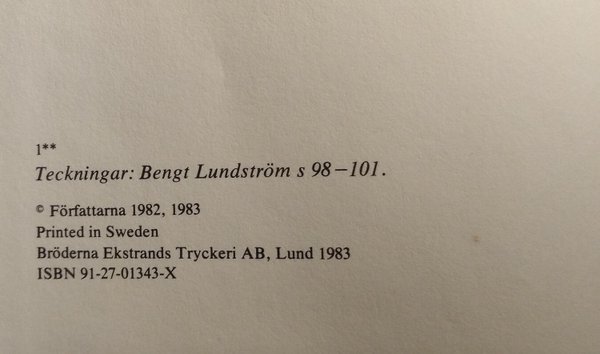 1**
Teckningar: Bengt Lundström s 98–101.
© Författarna 1982, 1983
Printed in Sweden
Bröderna Ekstrands Tryckeri AB, Lund 1983
ISBN 91-27-01343-X